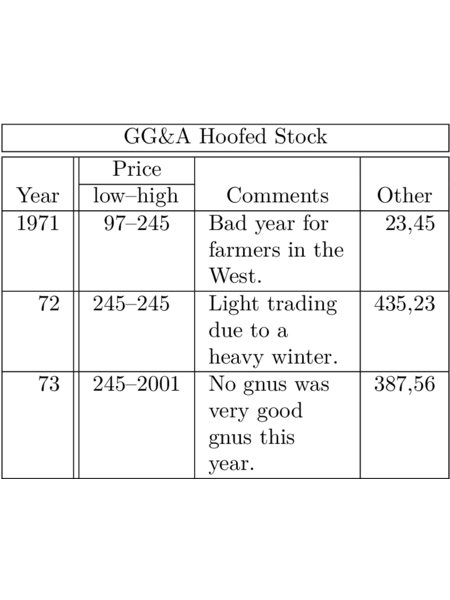 GG&A Hoofed Stock
Price
Year low–high Comments Other
1971 97–245 Bad year for 23,45
farmers in the
West.
72 245–245 Light trading 435,23
due to a
heavy winter.
73 245–2001 No gnus was 387,56
very good
gnus this
year.